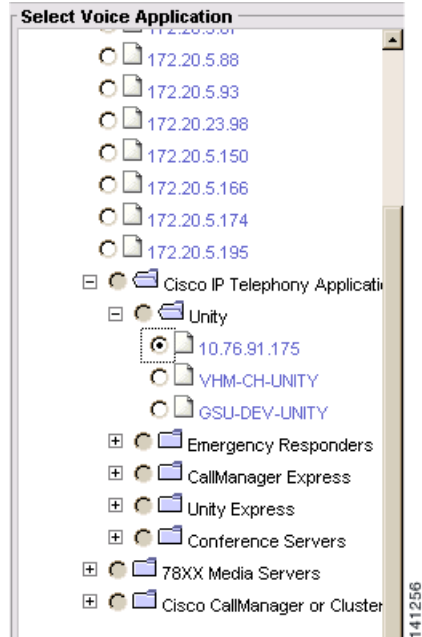 Select Voice Application
172.20.5.88
172.20.5.93
172.20.23.98
172.20.5.150
172.20.5.166
172.20.5.174
172.20.5.195
Cisco IP Telephony Applicati
Unity
10.76.91.175
VHM-CH-UNITY
GSU-DEV-UNITY
Emergency Responders
CallManager Express
Unity Express
Conference Servers
78XX Media Servers
Cisco CallManager or Cluster
141256